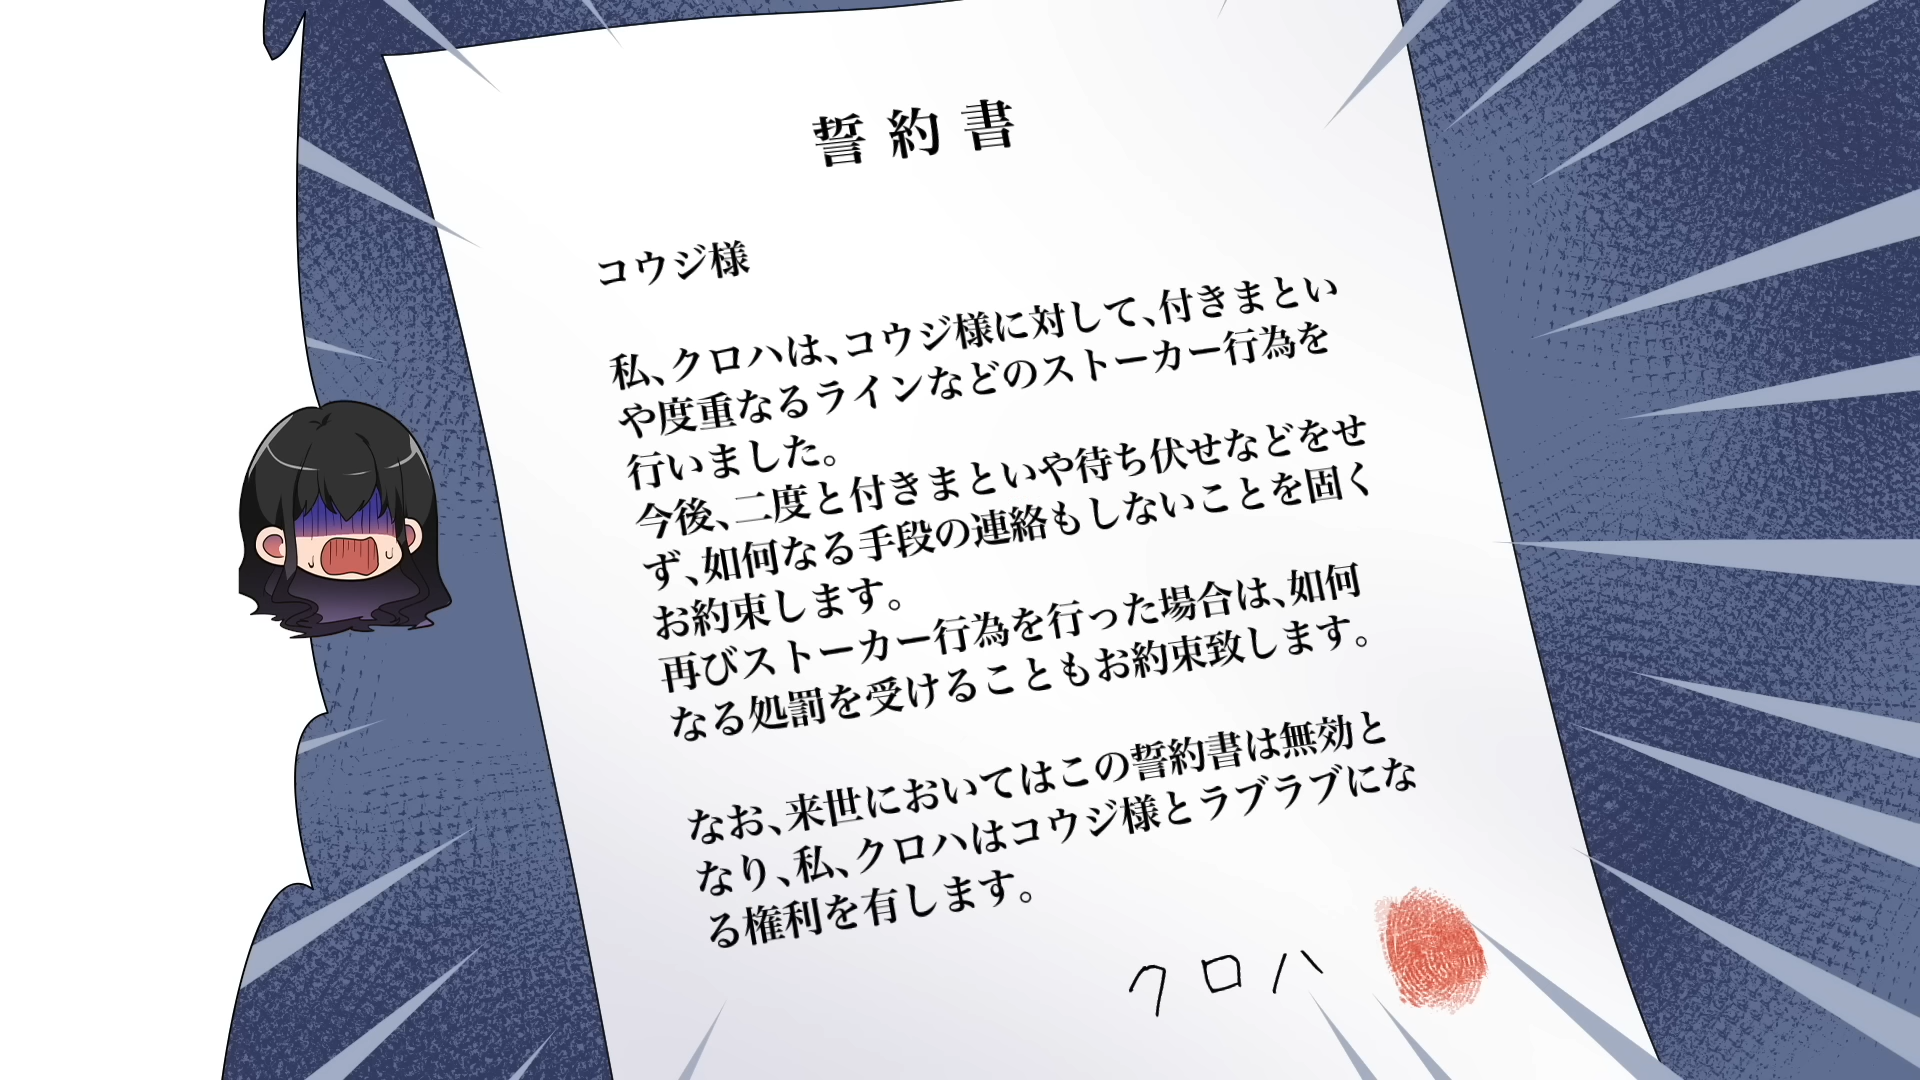 誓約書
コウジ様
私、クロハは、コウジ様に対して、付きまとい
や度重なるラインなどのストーカー行為を
行いました。
今後、二度と付きまといや待ち伏せなどをせ
ず、如何なる手段の連絡もしないことを固く
お約束します。
再びストーカー行為を行った場合は、如何
なる処罰を受けることもお約束致します。
なお、来世においてはこの誓約書は無効と
なり、私、クロハはコウジ様とラブラブにな
る権利を有します。
クロハ